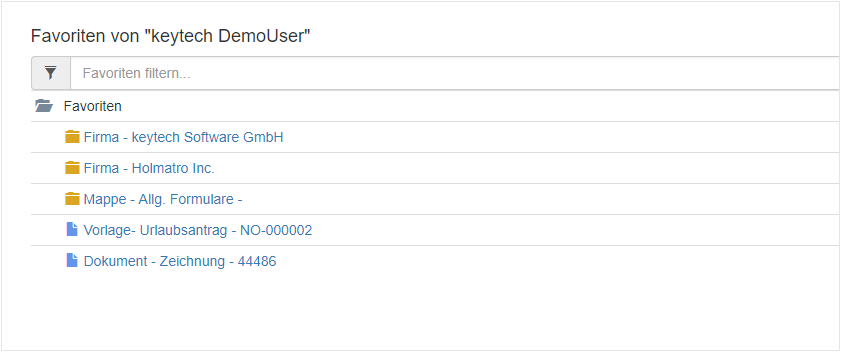 Favoriten von "keytech DemoUser"
Favoriten filtern...
Favoriten
Firma - keytech Software GmbH
Firma - Holmatro Inc.
Mappe - Allg. Formulare -
Vorlage- Urlaubsantrag - NO-000002
Dokument - Zeichnung - 44486